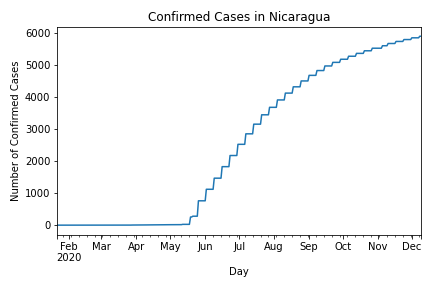 Confirmed Cases in Nicaragua
Number of Confirmed Cases
6000
5000
4000
3000
2000
1000
0
Feb Mar Apr May Jun Jul Aug Sep Oct Nov Dec
2020
Day